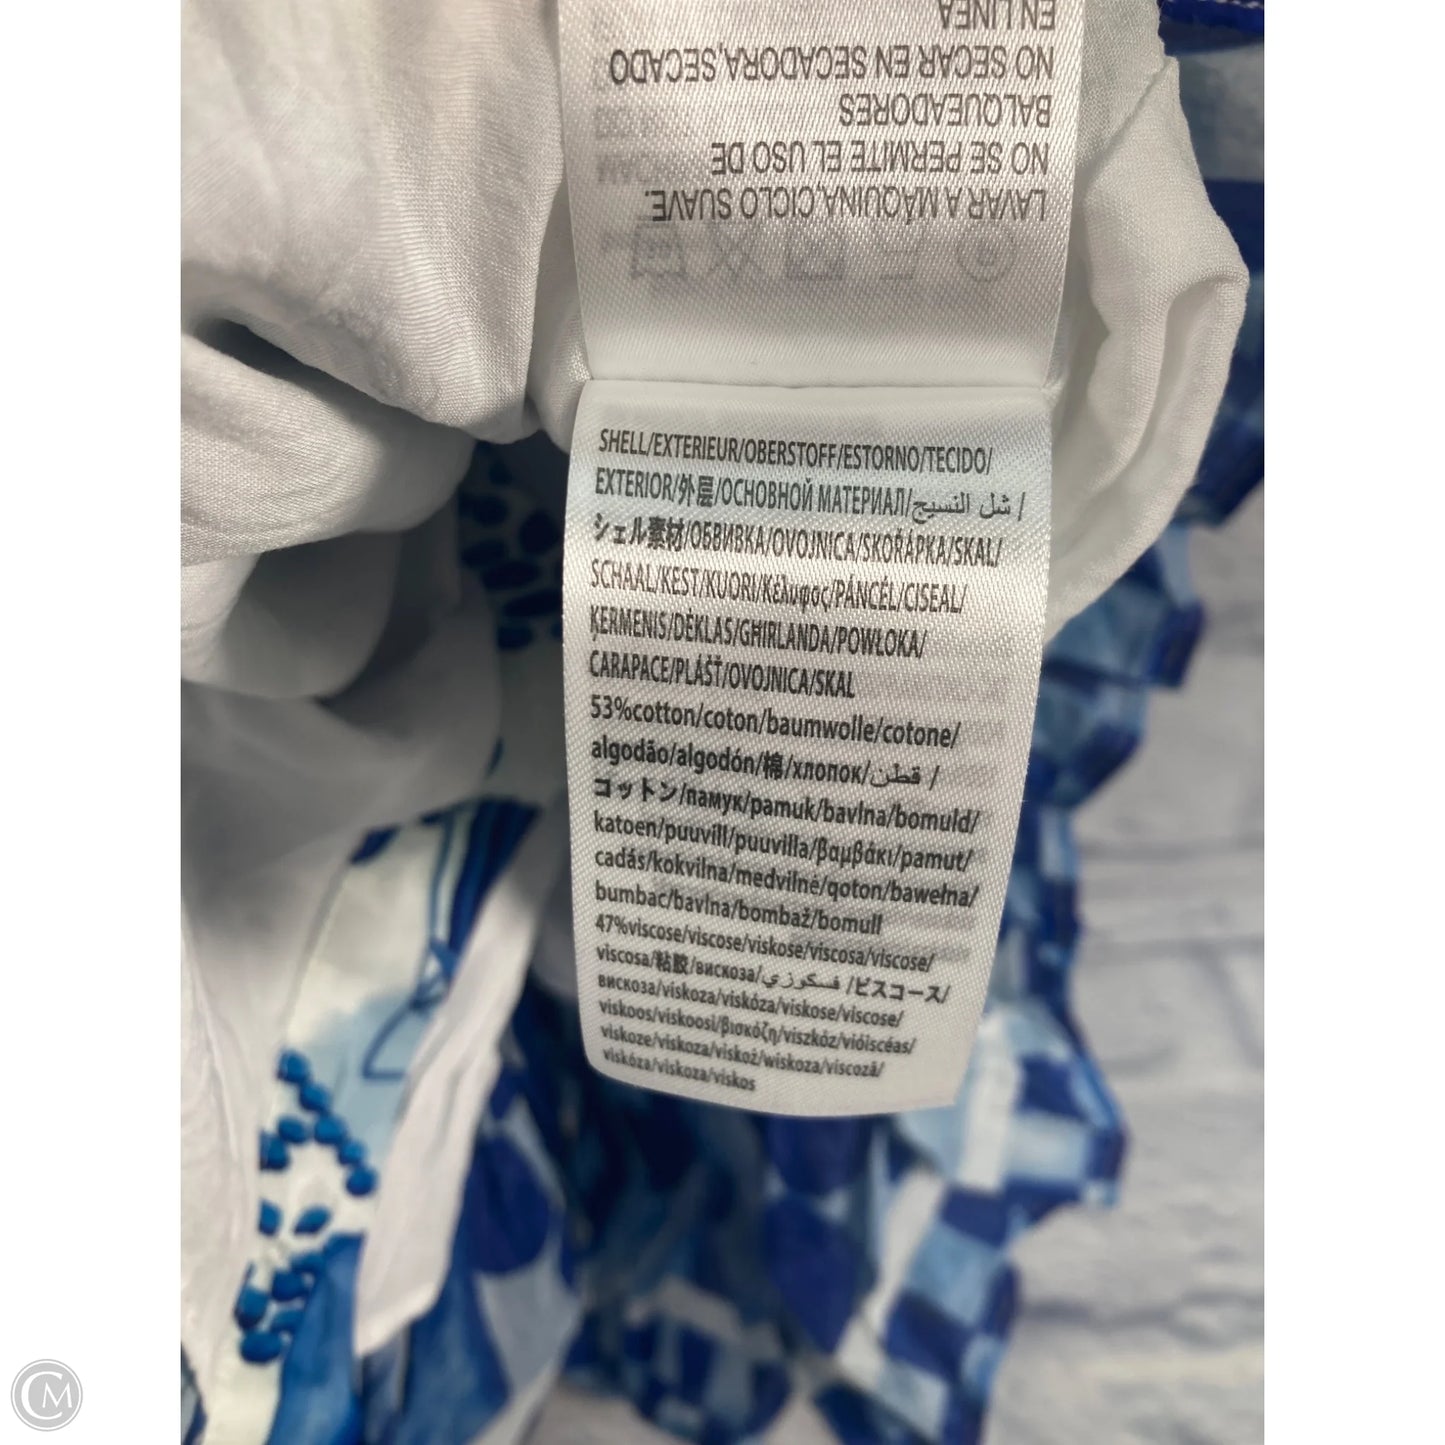 LAVAR A MÁQUINA,CICLO SUAVE.
NO SE PERMITE EL USO DE
BALQUEADORES
NO SECAR EN SECADORA,SECADO
EN LINEA
SHELL/EXTERIEUR/OBERSTOFF/ESTORNO/TECIDO/
EXTERIOR/外层/ОСНОВНОЙ МАТЕРИАЛ/شل النسيج /
シェル素材/ОБВИВКА/OVOJNICA/SKOŘÁPKA/SKAL/
SCHAAL/KEST/KUORI/Κέλυφος/PÁNCÉL/CISEAL/
ĶERMENIS/DĖKLAS/GĦIRLANDA/POWŁOKA/
CARAPACE/PLÁŠŤ/OVOJNICA/SKAL
53%cotton/coton/baumwolle/cotone/
algodão/algodón/棉/хлопок/قطن /
コットン/памук/pamuk/bavlna/bomuld/
katoen/puuvill/puuvilla/βαμβάκι/pamut/
cadás/kokvilna/medvilnė/qoton/bawełna/
bumbac/bavlna/bombaž/bomull
47%viscose/viscose/viskose/viscosa/viscose/
viscosa/粘胶/вискоза/فسكوزي /ビスコース/
вискоза/viskoza/viskóza/viskose/viscose/
viskoos/viskoosi/βισκόζη/viszkóz/vióiscéas/
viskoze/viskoza/viskoż/wiskoza/viscoză/
viskóza/viskoza/viskos
CM